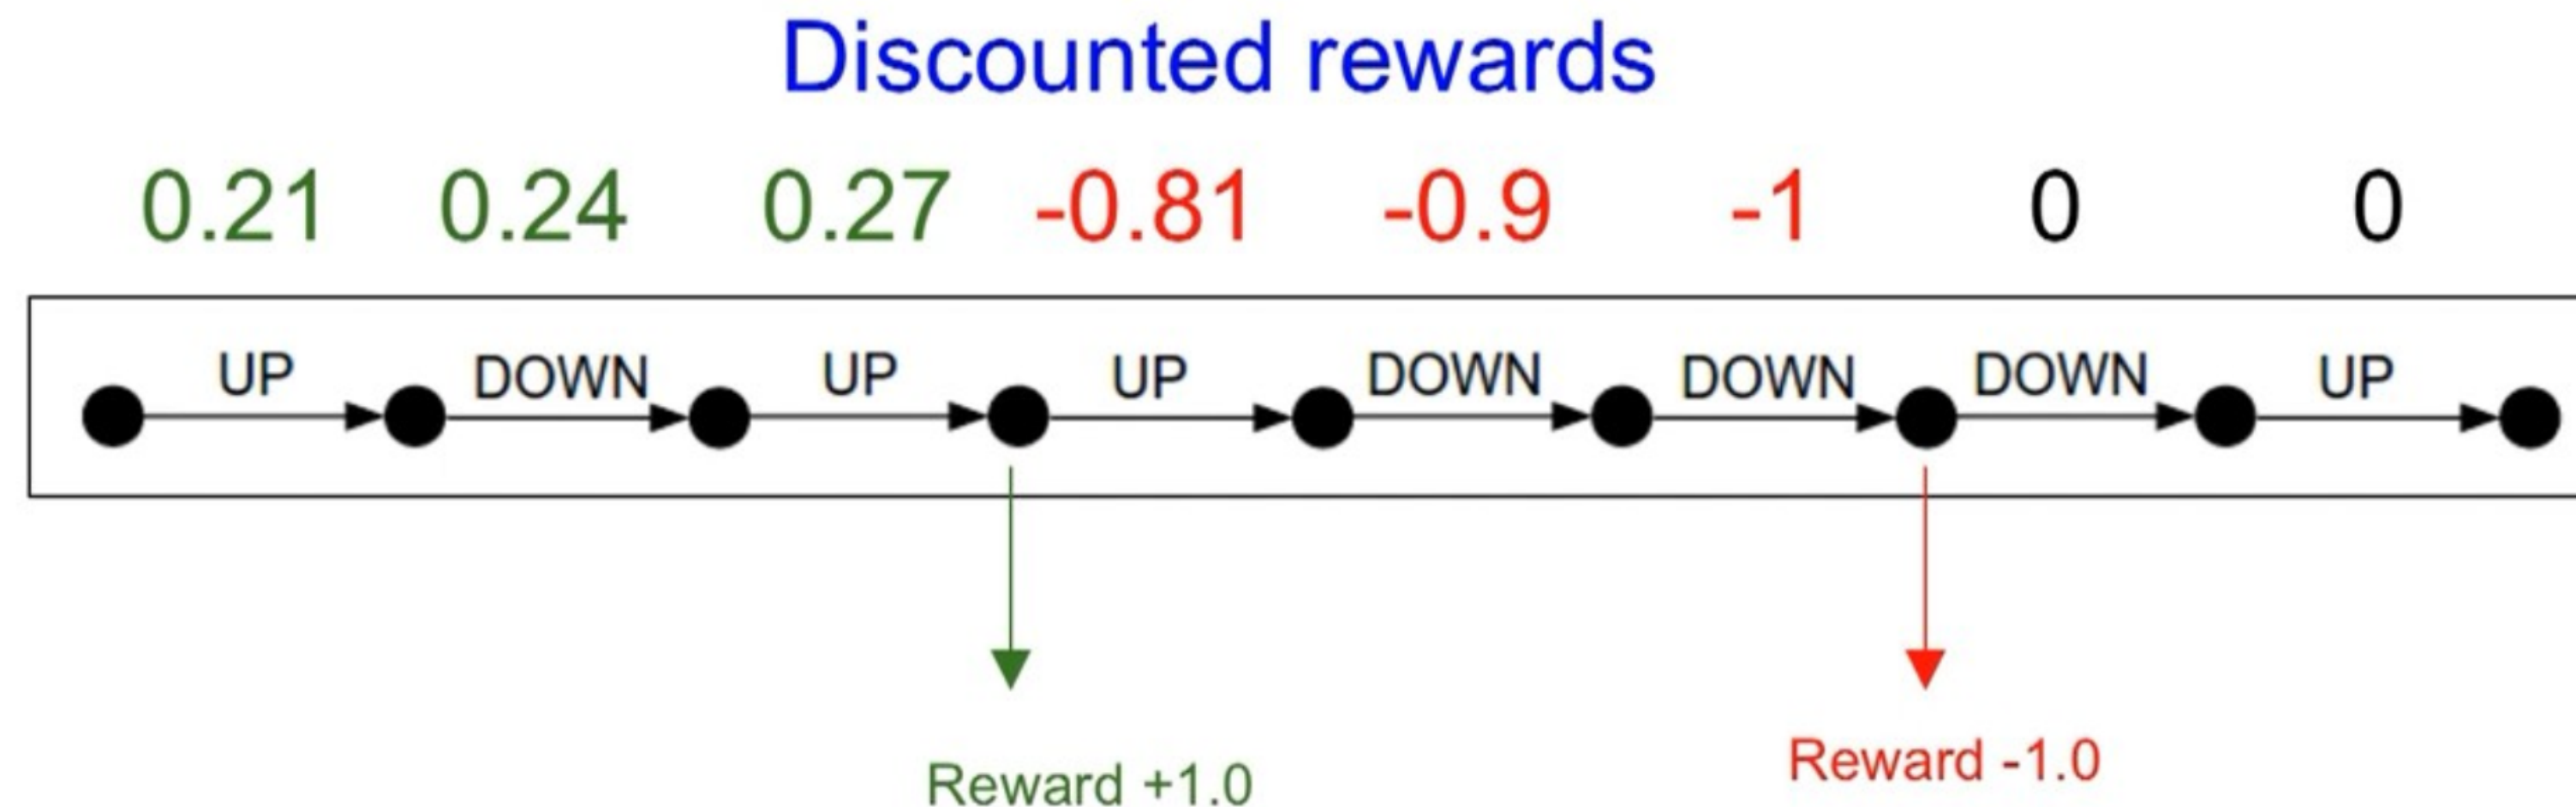 Discounted rewards
0.21 0.24 0.27 -0.81 -0.9 -1 0 0
UP DOWN UP UP DOWN DOWN DOWN UP
Reward +1.0 Reward -1.0